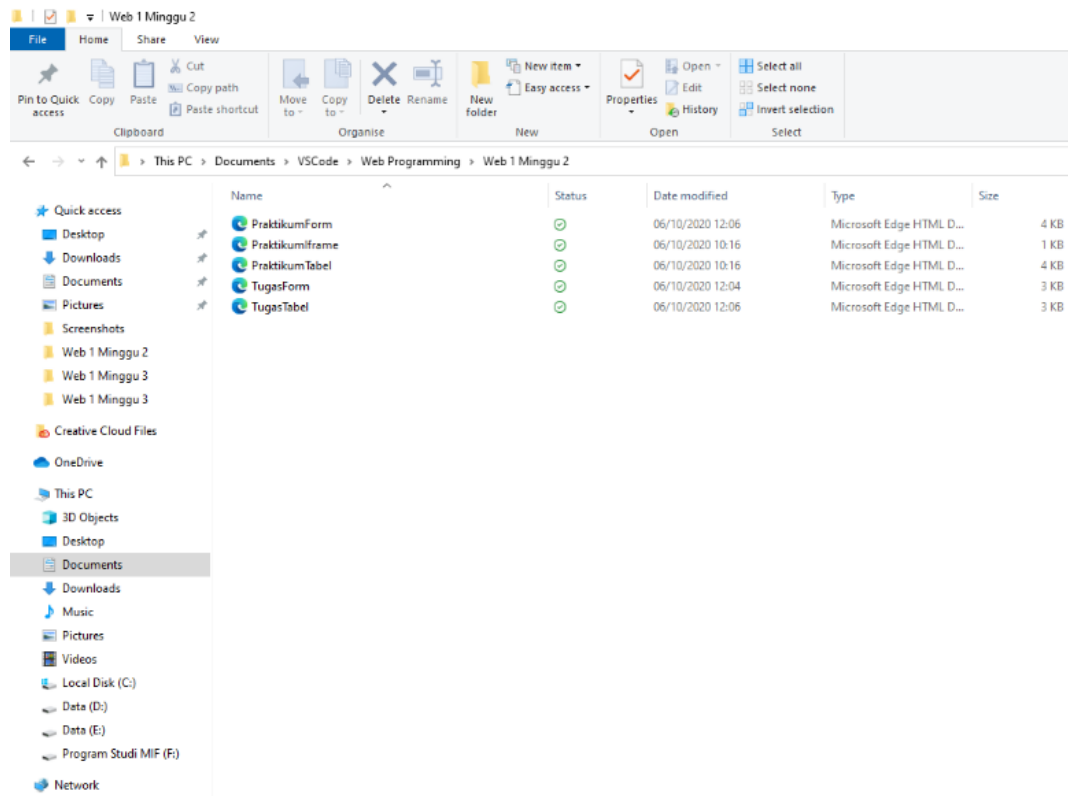 Web 1 Minggu 2
File Home Share View
Pin to Quick access
Copy
Paste
Cut
Copy path
Paste shortcut
Clipboard
Move to
Copy to
Delete
Rename
Organise
New folder
New item
Easy access
New
Properties
Open
Edit
History
Open
Select all
Select none
Invert selection
Select
This PC > Documents > VSCode > Web Programming > Web 1 Minggu 2
Quick access
Desktop
Downloads
Documents
Pictures
Screenshots
Web 1 Minggu 2
Web 1 Minggu 3
Web 1 Minggu 3
Creative Cloud Files
OneDrive
This PC
3D Objects
Desktop
Documents
Downloads
Music
Pictures
Videos
Local Disk (C:)
Data (D:)
Data (E:)
Program Studi MIF (F:)
Network
Name Status Date modified Type Size
PraktikumForm 06/10/2020 12:06 Microsoft Edge HTML D... 4 KB
PraktikumIframe 06/10/2020 10:16 Microsoft Edge HTML D... 1 KB
PraktikumTabel 06/10/2020 10:16 Microsoft Edge HTML D... 4 KB
TugasForm 06/10/2020 12:04 Microsoft Edge HTML D... 3 KB
TugasTabel 06/10/2020 12:06 Microsoft Edge HTML D... 3 KB